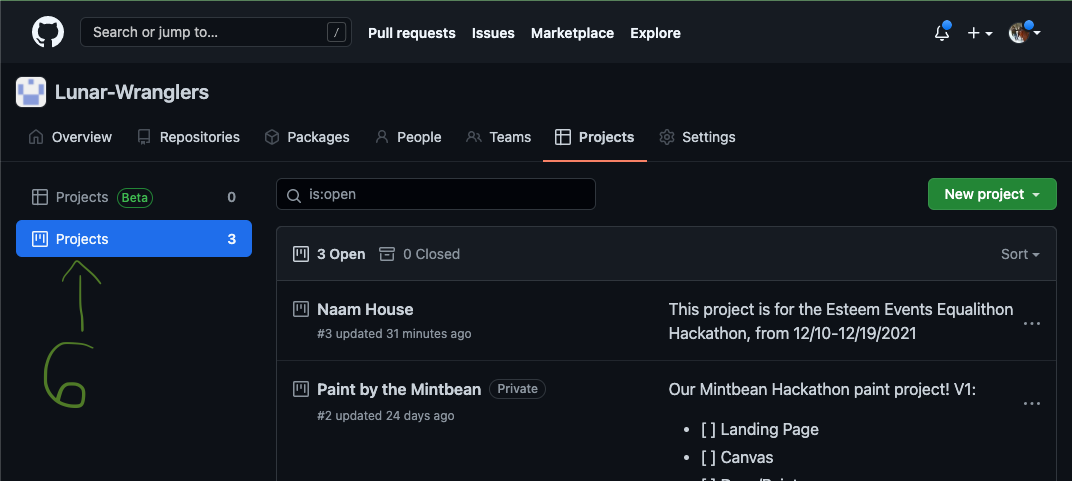 Search or jump to... /
Pull requests Issues Marketplace Explore
Lunar-Wranglers
Overview Repositories Packages People Teams Projects Settings
Projects Beta 0
Projects 3
6
is:open
New project
3 Open 0 Closed
Sort
Naam House
#3 updated 31 minutes ago
This project is for the Esteem Events Equalithon
Hackathon, from 12/10-12/19/2021
...
Paint by the Mintbean Private
#2 updated 24 days ago
Our Mintbean Hackathon paint project! V1:
...
• [ ] Landing Page
• [ ] Canvas